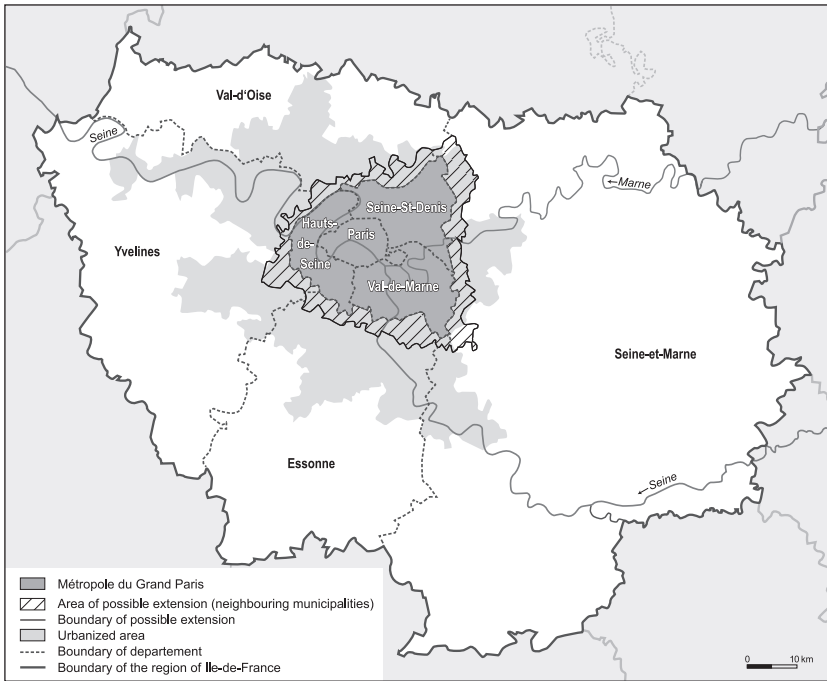 Val-d'Oise
Seine
Marne
Seine-St-Denis
Hauts-
de-
Seine
Paris
Yvelines
Val-de-Marne
Seine-et-Marne
Essonne
Seine
Métropole du Grand Paris
Area of possible extension (neighbouring municipalities)
Boundary of possible extension
Urbanized area
Boundary of departement
Boundary of the region of Ile-de-France
0 10 km